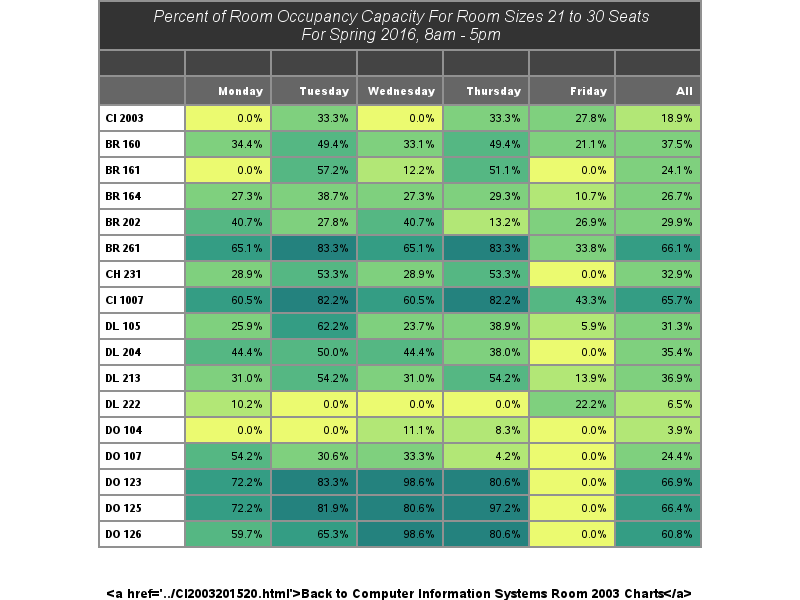 Percent of Room Occupancy Capacity For Room Sizes 21 to 30 Seats
For Spring 2016, 8am - 5pm
Monday Tuesday Wednesday Thursday Friday All
CI 2003 0.0% 33.3% 0.0% 33.3% 27.8% 18.9%
BR 160 34.4% 49.4% 33.1% 49.4% 21.1% 37.5%
BR 161 0.0% 57.2% 12.2% 51.1% 0.0% 24.1%
BR 164 27.3% 38.7% 27.3% 29.3% 10.7% 26.7%
BR 202 40.7% 27.8% 40.7% 13.2% 26.9% 29.9%
BR 261 65.1% 83.3% 65.1% 83.3% 33.8% 66.1%
CH 231 28.9% 53.3% 28.9% 53.3% 0.0% 32.9%
CI 1007 60.5% 82.2% 60.5% 82.2% 43.3% 65.7%
DL 105 25.9% 62.2% 23.7% 38.9% 5.9% 31.3%
DL 204 44.4% 50.0% 44.4% 38.0% 0.0% 35.4%
DL 213 31.0% 54.2% 31.0% 54.2% 13.9% 36.9%
DL 222 10.2% 0.0% 0.0% 0.0% 22.2% 6.5%
DO 104 0.0% 0.0% 11.1% 8.3% 0.0% 3.9%
DO 107 54.2% 30.6% 33.3% 4.2% 0.0% 24.4%
DO 123 72.2% 83.3% 98.6% 80.6% 0.0% 66.9%
DO 125 72.2% 81.9% 80.6% 97.2% 0.0% 66.4%
DO 126 59.7% 65.3% 98.6% 80.6% 0.0% 60.8%
&lt;a href='../CI2003201520.html'&gt;Back to Computer Information Systems Room 2003 Charts&lt;/a&gt;